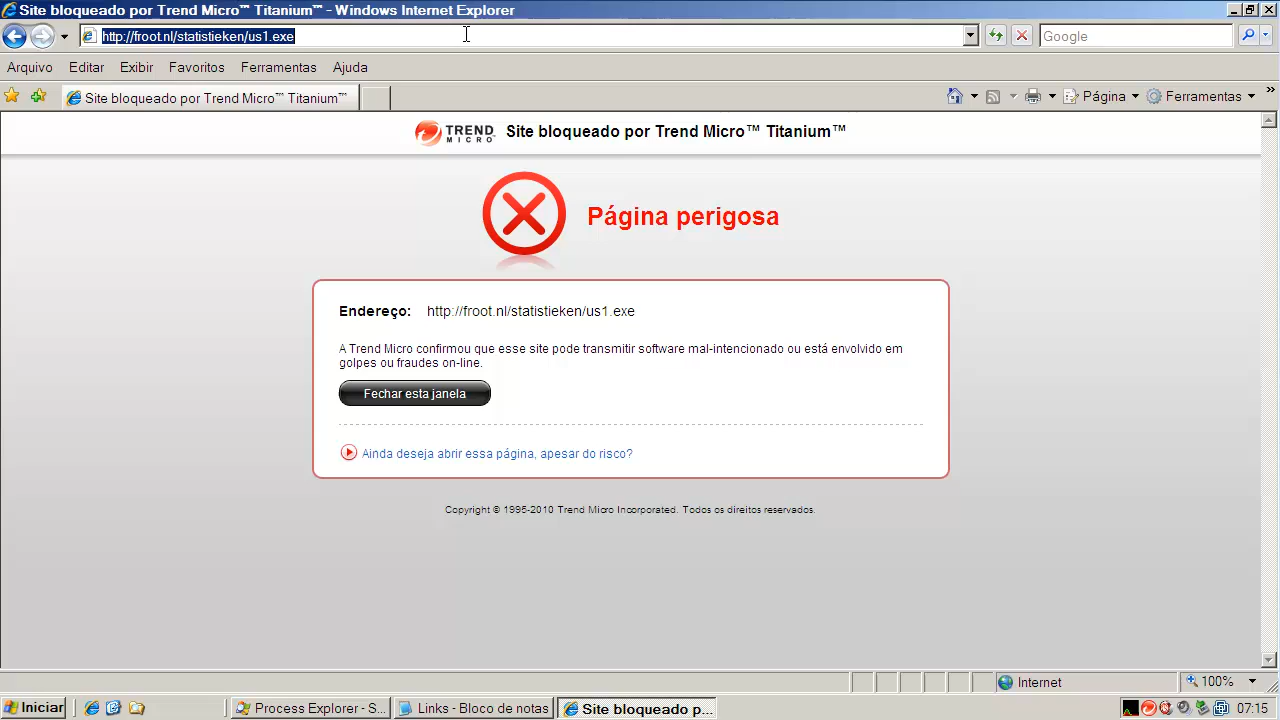 Site bloqueado por Trend Micro™ Titanium™ - Windows Internet Explorer
http://froot.nl/statistieken/us1.exe
Google
Arquivo Editar Exibir Favoritos Ferramentas Ajuda
Site bloqueado por Trend Micro™ Titanium™
Página Ferramentas
TREND MICRO Site bloqueado por Trend Micro™ Titanium™
Página perigosa
Endereço: http://froot.nl/statistieken/us1.exe
A Trend Micro confirmou que esse site pode transmitir software mal-intencionado ou está envolvido em
golpes ou fraudes on-line.
Fechar esta janela
Ainda deseja abrir essa página, apesar do risco?
Copyright © 1995-2010 Trend Micro Incorporated. Todos os direitos reservados.
Internet 100%
Iniciar Process Explorer - S... Links - Bloco de notas Site bloqueado p... 07:15